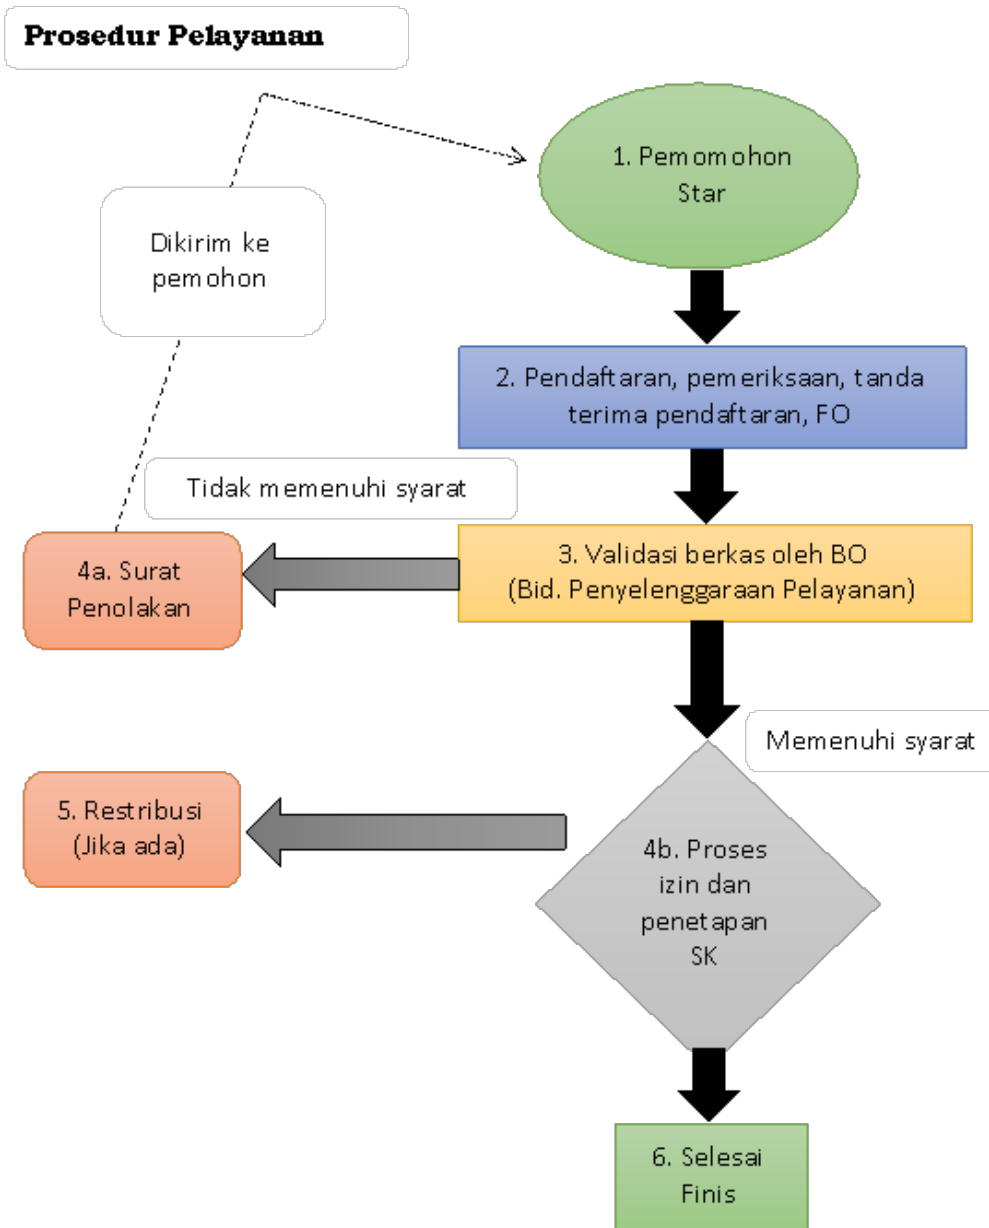 Prosedur Pelayanan
1. Pemomohon
Star
Dikirim ke
pemohon
2. Pendaftaran, pemeriksaan, tanda
terima pendaftaran, FO
Tidak memenuhi syarat
3. Validasi berkas oleh BO
(Bid. Penyelenggaraan Pelayanan)
4a. Surat
Penolakan
Memenuhi syarat
5. Restribusi
(Jika ada)
4b. Proses
izin dan
penetapan
SK
6. Selesai
Finis